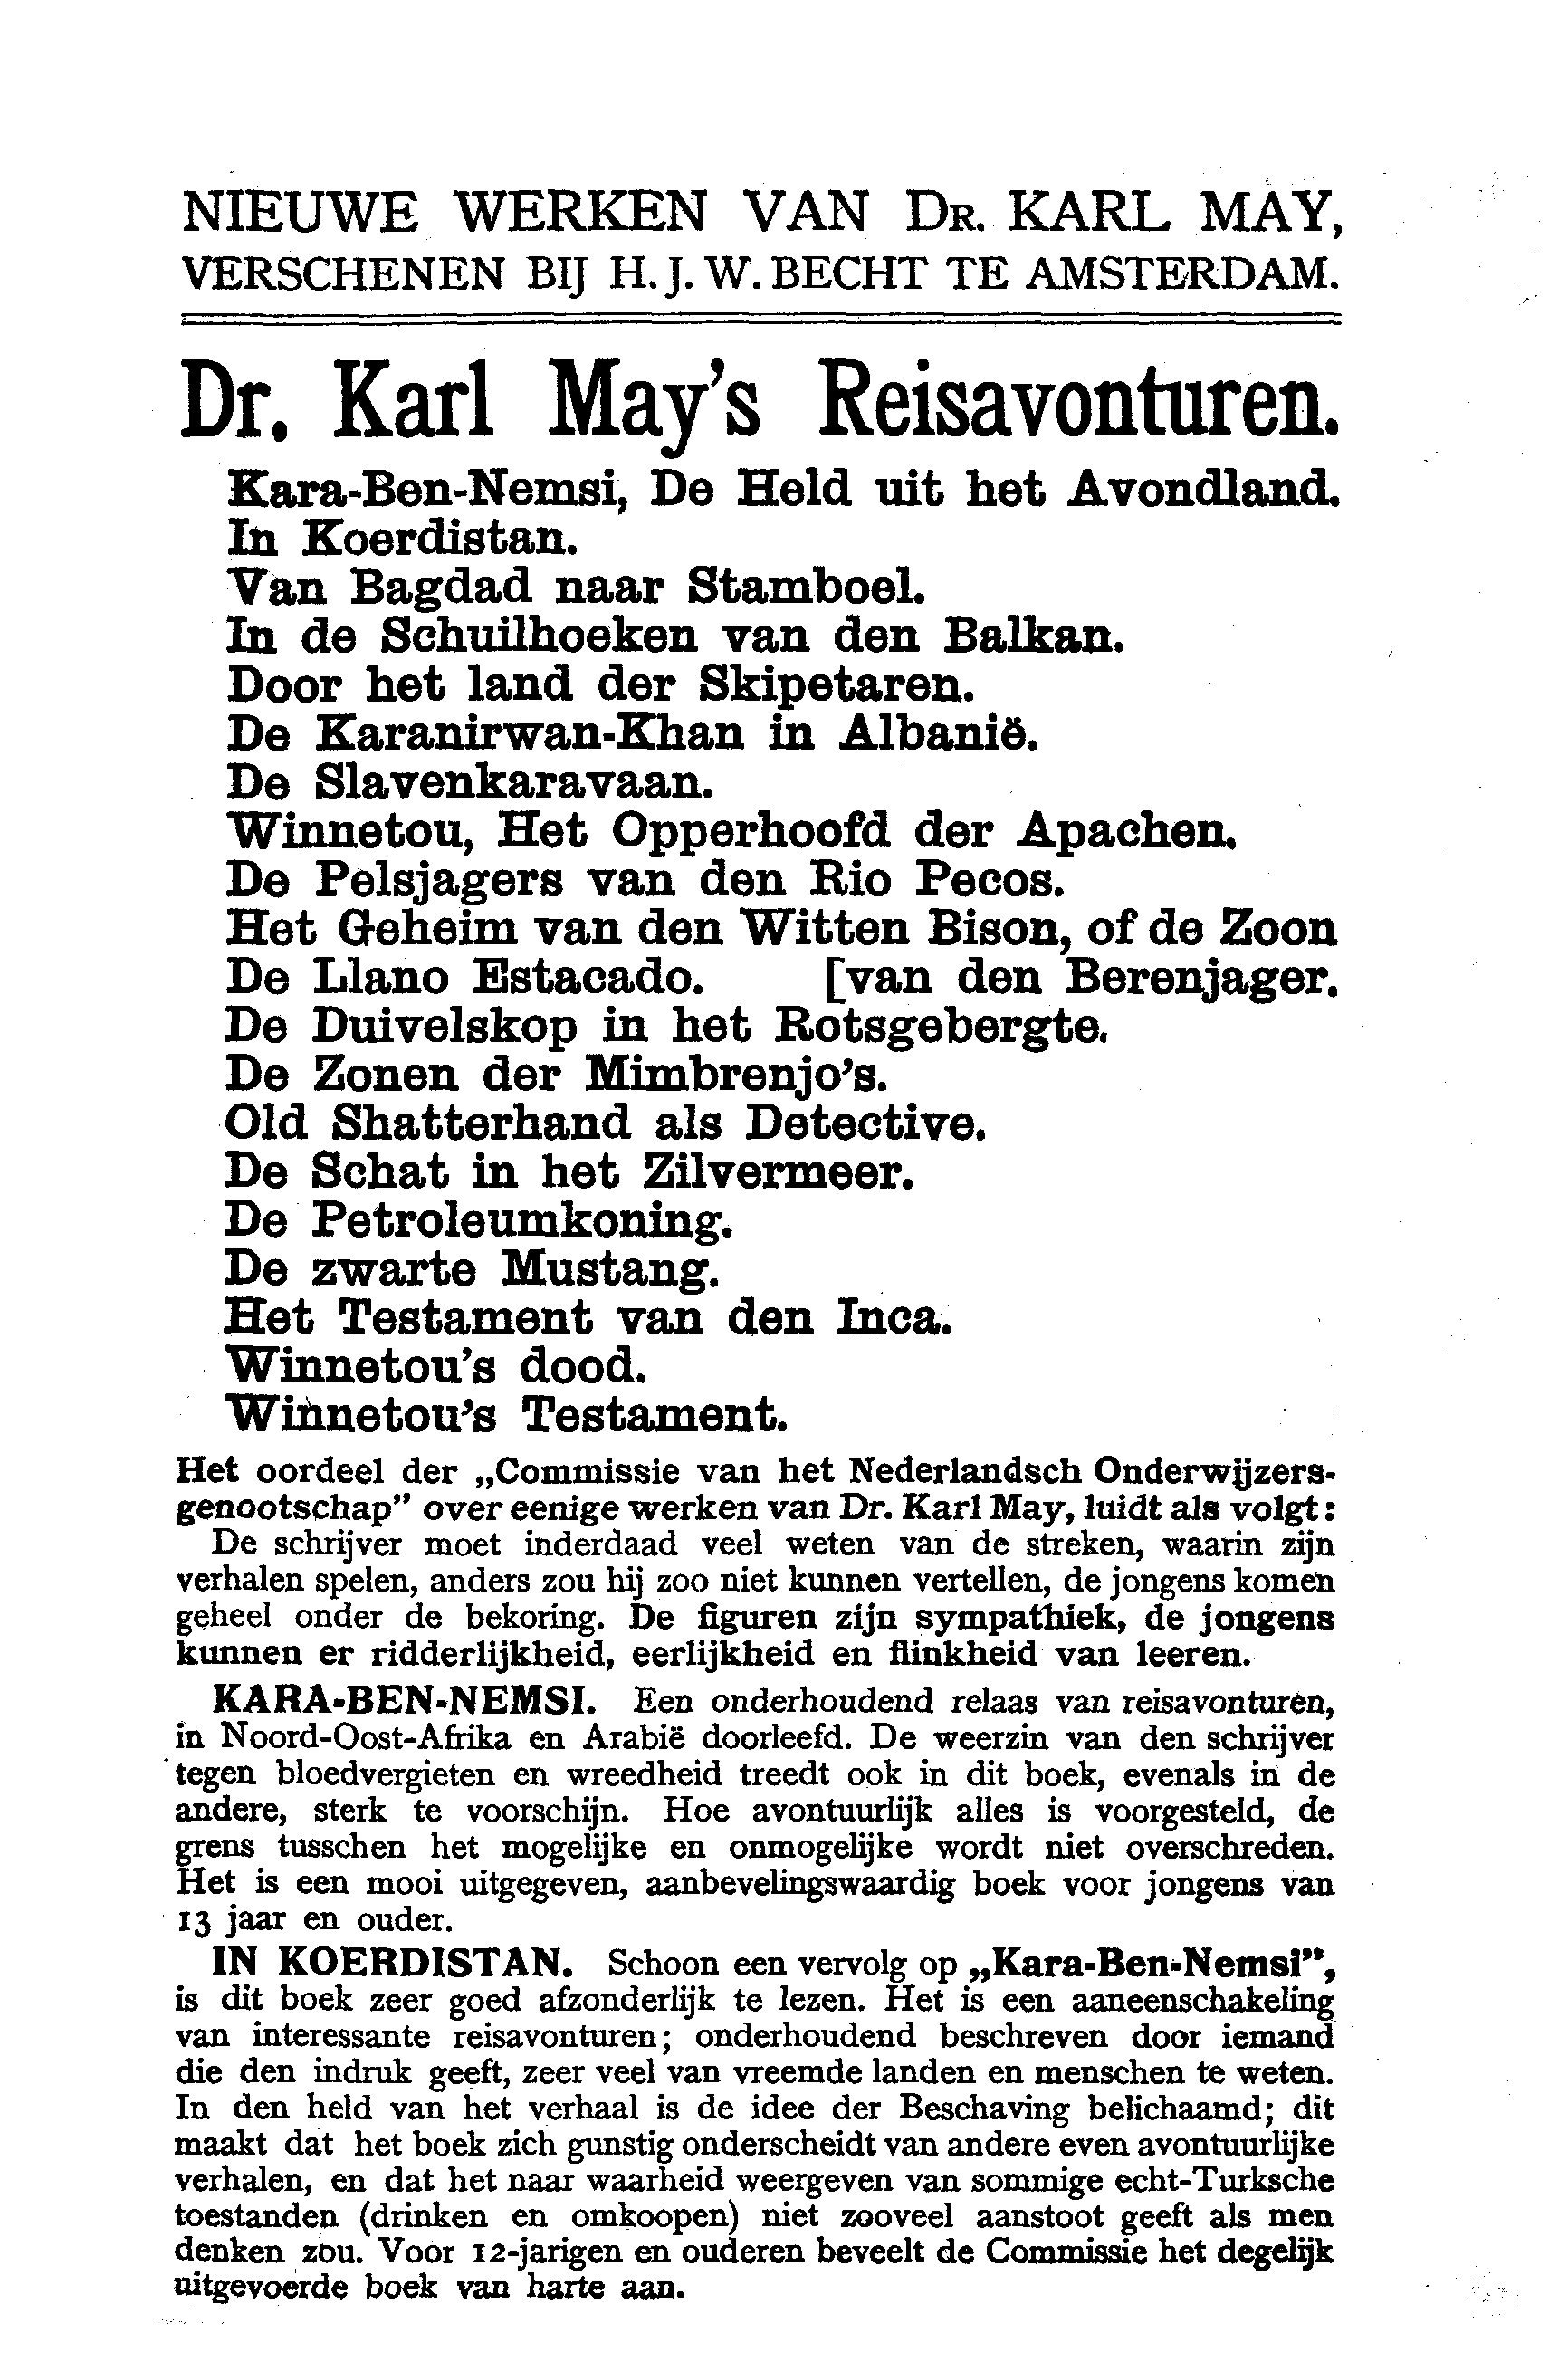 NIEUWE WERKEN VAN DR. KARL MAY,
VERSCHENEN BIJ H. J. W. BECHT TE AMSTERDAM.
Dr. Karl May's Reisavonturen.
Kara-Ben-Nemsi, De Held uit het Avondland.
In Koerdistan.
Van Bagdad naar Stamboel.
In de Schuilhoeken van den Balkan.
Door het land der Skipetaren.
De Karanirwan-Khan in Albanië.
De Slavenkaravaan.
Winnetou, Het Opperhoofd der Apachen.
De Pelsjagers van den Rio Pecos.
Het Geheim van den Witten Bison, of de Zoon
De Llano Estacado. [van den Berenjager.
De Duivelskop in het Rotsgebergte.
De Zonen der Mimbrenjo's.
Old Shatterhand als Detective.
De Schat in het Zilvermeer.
De Petroleumkoning.
De zwarte Mustang.
Het Testament van den Inca.
Winnetou's dood.
Winnetou's Testament.
Het oordeel der „Commissie van het Nederlandsch Onderwijzers-
genootschap” over eenige werken van Dr. Karl May, luidt als volgt:
De schrijver moet inderdaad veel weten van de streken, waarin zijn
verhalen spelen, anders zou hij zoo niet kunnen vertellen, de jongens komen
geheel onder de bekoring. De figuren zijn sympathiek, de jongens
kunnen er ridderlijkheid, eerlijkheid en flinkheid van leeren.
KARA-BEN-NEMSI. Een onderhoudend relaas van reisavonturen,
in Noord-Oost-Afrika en Arabië doorleefd. De weerzin van den schrijver
tegen bloedvergieten en wreedheid treedt ook in dit boek, evenals in de
andere, sterk te voorschijn. Hoe avontuurlijk alles is voorgesteld, de
grens tusschen het mogelijke en onmogelijke wordt niet overschreden.
Het is een mooi uitgegeven, aanbevelingswaardig boek voor jongens van
13 jaar en ouder.
IN KOERDISTAN. Schoon een vervolg op „Kara-Ben-Nemsi”,
is dit boek zeer goed afzonderlijk te lezen. Het is een aaneenschakeling
van interessante reisavonturen; onderhoudend beschreven door iemand
die den indruk geeft, zeer veel van vreemde landen en menschen te weten.
In den held van het verhaal is de idee der Beschaving belichaamd; dit
maakt dat het boek zich gunstig onderscheidt van andere even avontuurlijke
verhalen, en dat het naar waarheid weergeven van sommige echt-Turksche
toestanden (drinken en omkoopen) niet zooveel aanstoot geeft als men
denken zou. Voor 12-jarigen en ouderen beveelt de Commissie het degelijk
uitgevoerde boek van harte aan.